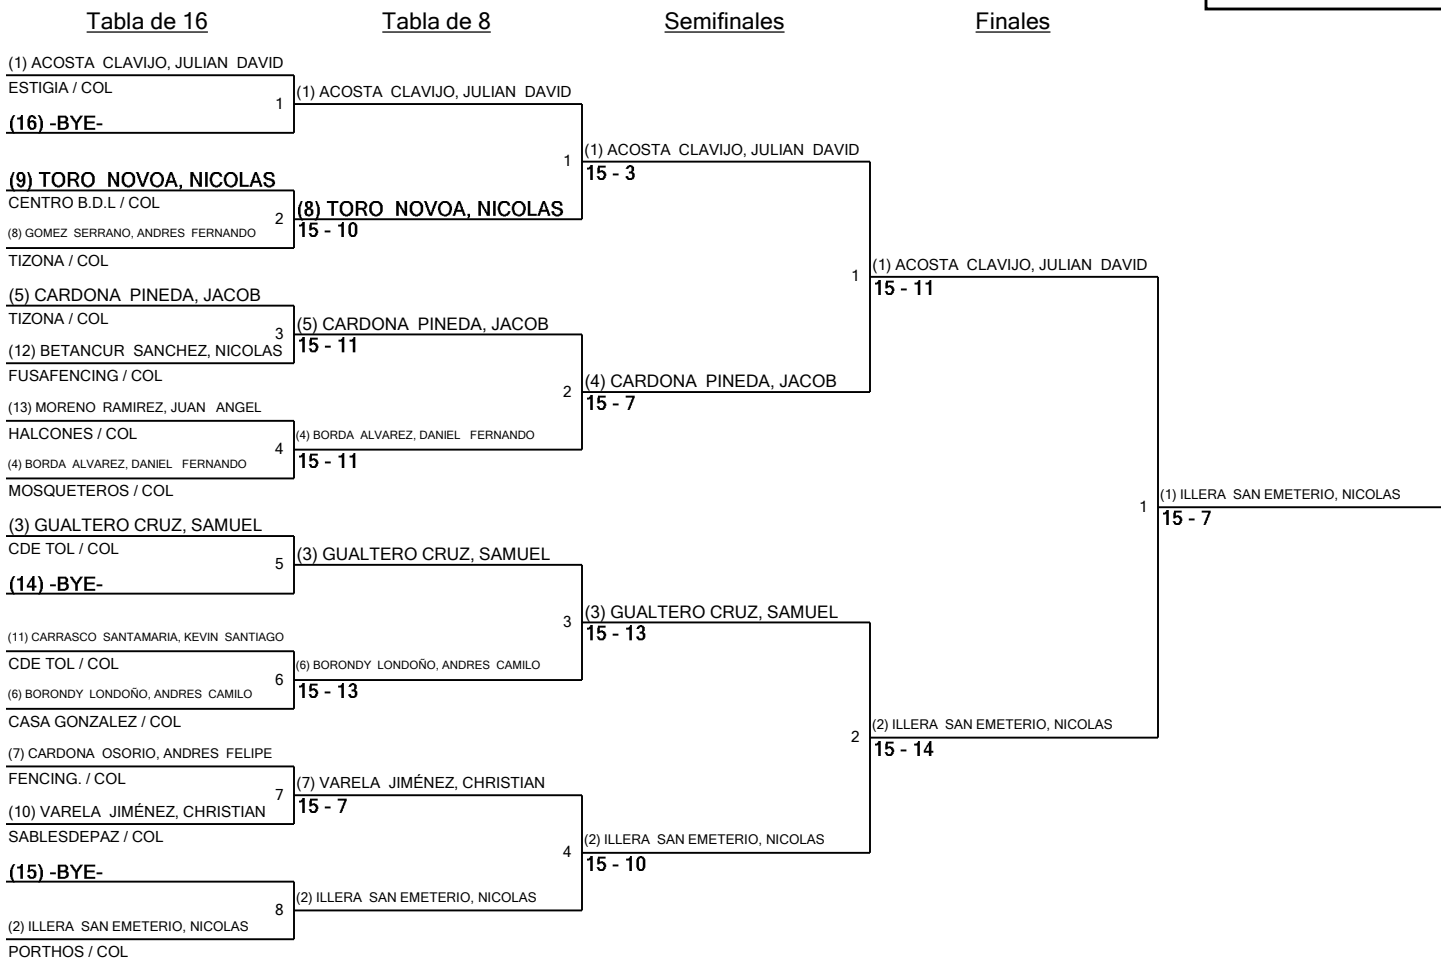 Tabla de 16
Tabla de 8
Semifinales
Finales
(1) ACOSTA CLAVIJO, JULIAN DAVID
ESTIGIA / COL
1
(16) -BYE-
(9) TORO NOVOA, NICOLAS
CENTRO B.D.L / COL
2
(8) GOMEZ SERRANO, ANDRES FERNANDO
TIZONA / COL
(5) CARDONA PINEDA, JACOB
TIZONA / COL
3
(12) BETANCUR SANCHEZ, NICOLAS
FUSAFENCING / COL
(13) MORENO RAMIREZ, JUAN ANGEL
HALCONES / COL
4
(4) BORDA ALVAREZ, DANIEL FERNANDO
MOSQUETEROS / COL
(3) GUALTERO CRUZ, SAMUEL
CDE TOL / COL
5
(14) -BYE-
(11) CARRASCO SANTAMARIA, KEVIN SANTIAGO
CDE TOL / COL
6
(6) BORONDY LONDOÑO, ANDRES CAMILO
CASA GONZALEZ / COL
(7) CARDONA OSORIO, ANDRES FELIPE
FENCING. / COL
7
(10) VARELA JIMÉNEZ, CHRISTIAN
SABLESDEPAZ / COL
(15) -BYE-
8
(2) ILLERA SAN EMETERIO, NICOLAS
PORTHOS / COL
(1) ACOSTA CLAVIJO, JULIAN DAVID
1
(8) TORO NOVOA, NICOLAS
15 - 10
(5) CARDONA PINEDA, JACOB
15 - 11
2
(4) BORDA ALVAREZ, DANIEL FERNANDO
15 - 11
(3) GUALTERO CRUZ, SAMUEL
3
(6) BORONDY LONDOÑO, ANDRES CAMILO
15 - 13
(7) VARELA JIMÉNEZ, CHRISTIAN
15 - 7
4
(2) ILLERA SAN EMETERIO, NICOLAS
(1) ACOSTA CLAVIJO, JULIAN DAVID
15 - 3
1
(4) CARDONA PINEDA, JACOB
15 - 7
(3) GUALTERO CRUZ, SAMUEL
15 - 13
2
(2) ILLERA SAN EMETERIO, NICOLAS
15 - 10
(1) ACOSTA CLAVIJO, JULIAN DAVID
15 - 11
1
(2) ILLERA SAN EMETERIO, NICOLAS
15 - 14
(1) ILLERA SAN EMETERIO, NICOLAS
15 - 7